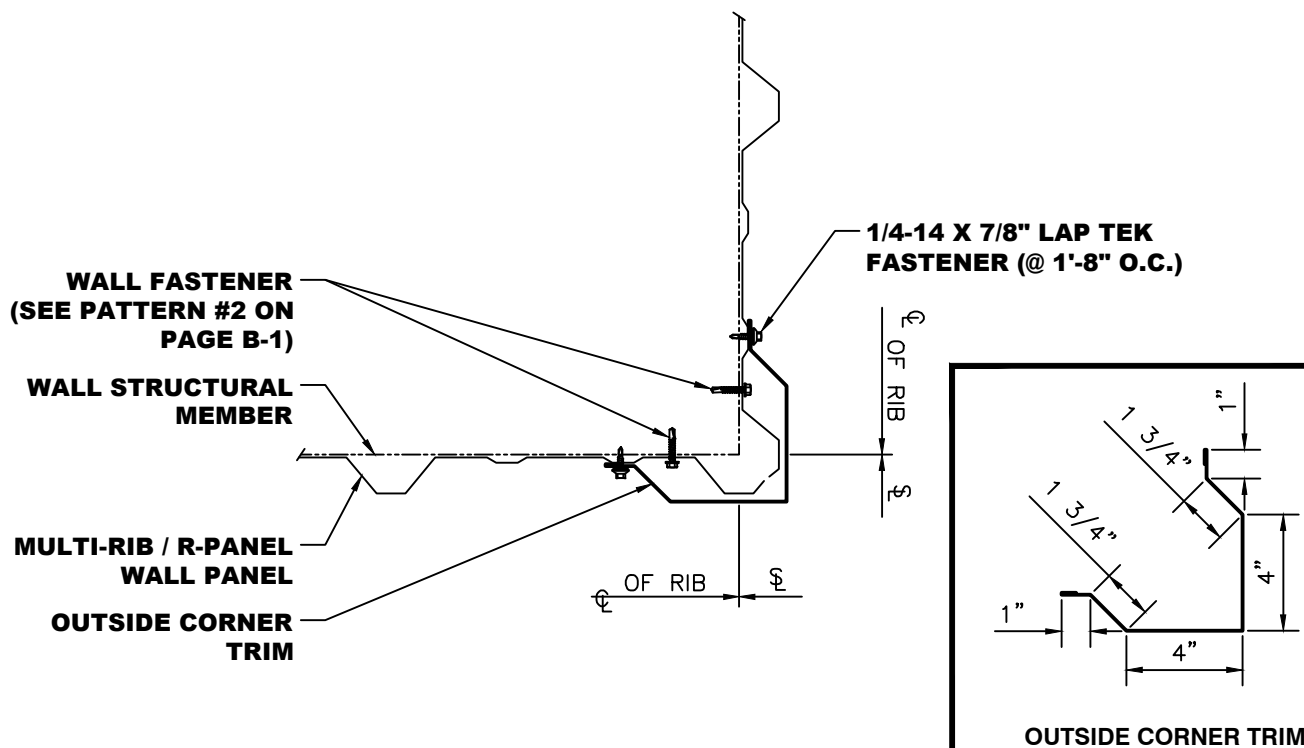 1/4-14 X 7/8" LAP TEK
FASTENER (@ 1'-8" O.C.)
WALL FASTENER
(SEE PATTERN #2 ON
PAGE B-1)
WALL STRUCTURAL
MEMBER
MULTI-RIB / R-PANEL
WALL PANEL
OUTSIDE CORNER
TRIM
℄ OF RIB
SL
℄ OF RIB
SL
1"
1 3/4"
1 3/4"
4"
1"
4"
OUTSIDE CORNER TRIM